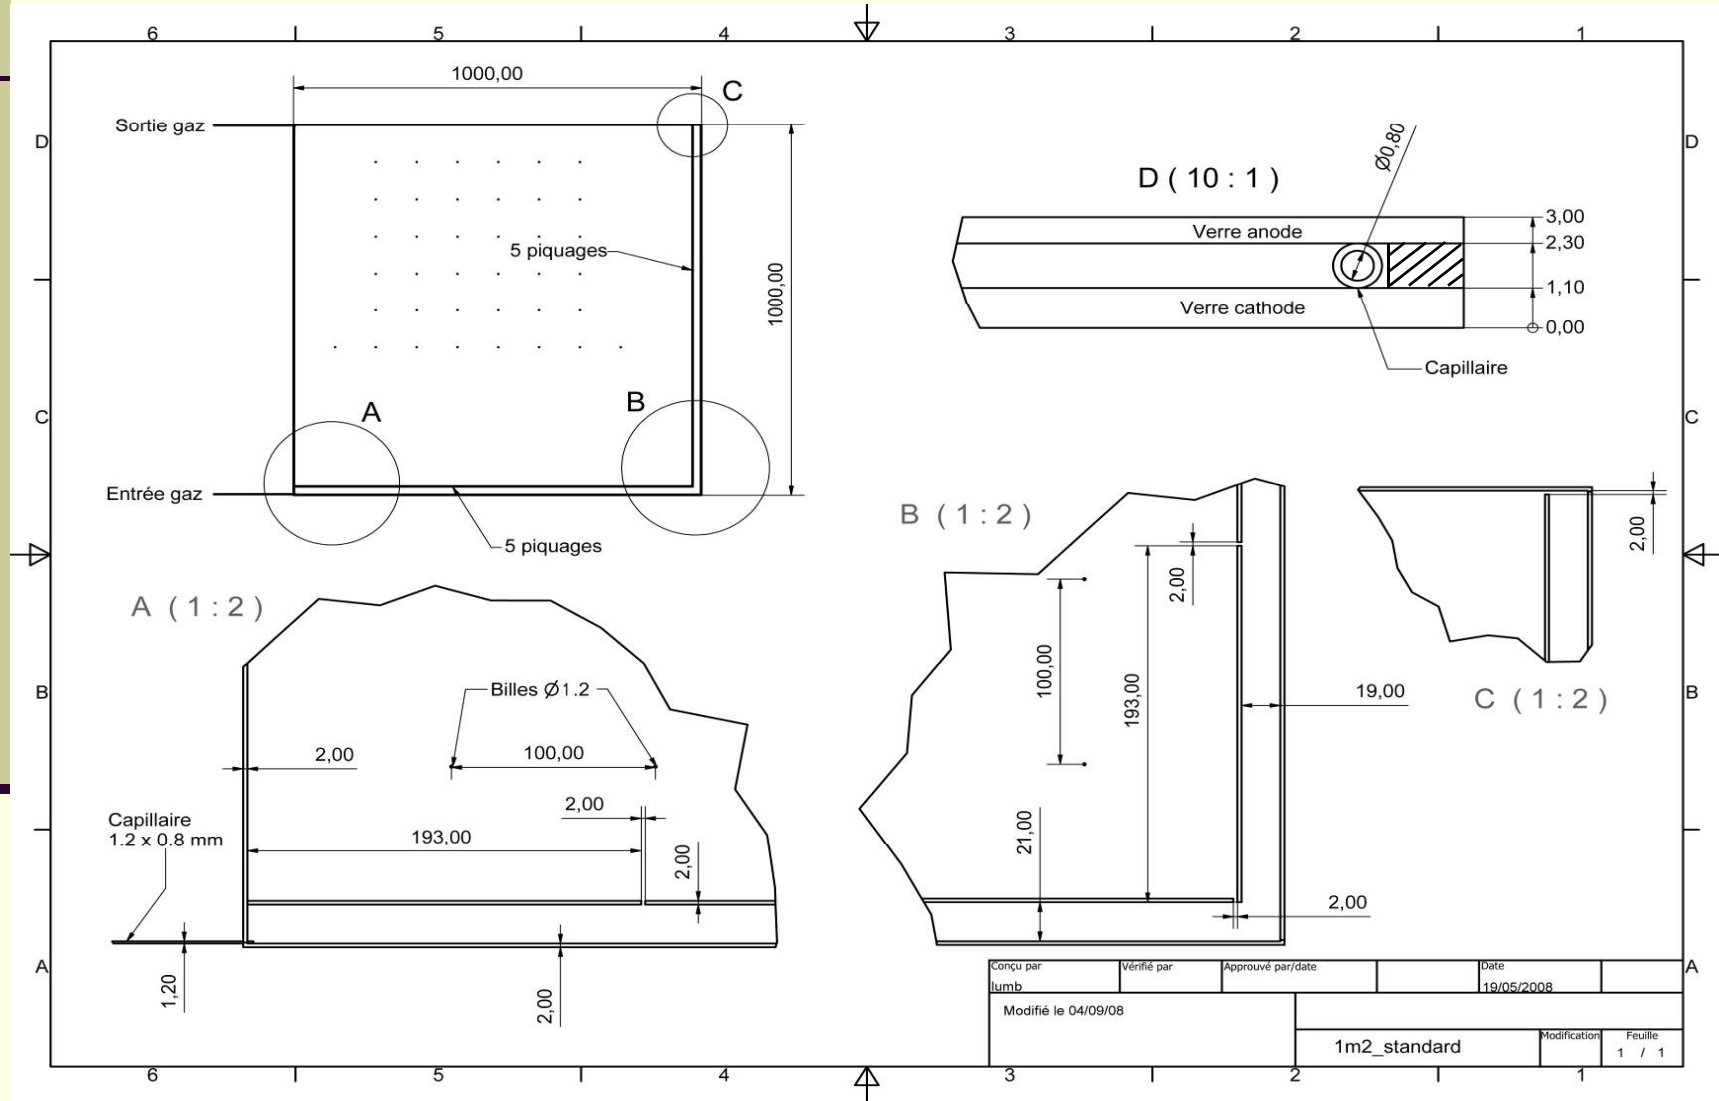 6 5 4 3 2 1
1000,00
C
Sortie gaz
D
D
Ø0,80
D ( 10 : 1 )
3,00
Verre anode
2,30
5 piquages
1000,00
1,10
Verre cathode
0,00
Capillaire
A
B
C
C
Entrée gaz
B ( 1 : 2 )
5 piquages
2,00
2,00
A ( 1 : 2 )
100,00
193,00
Billes Ø1.2
19,00
B
B
C ( 1 : 2 )
2,00
100,00
2,00
Capillaire
1.2 x 0.8 mm
193,00
2,00
21,00
2,00
A
A
1,20
2,00
Conçu par
lumb
Vérifié par
Approuvé par/date
Date
19/05/2008
Modifié le 04/09/08
1m2_standard
Modification
Feuille
1 / 1
6 5 4 3 2 1